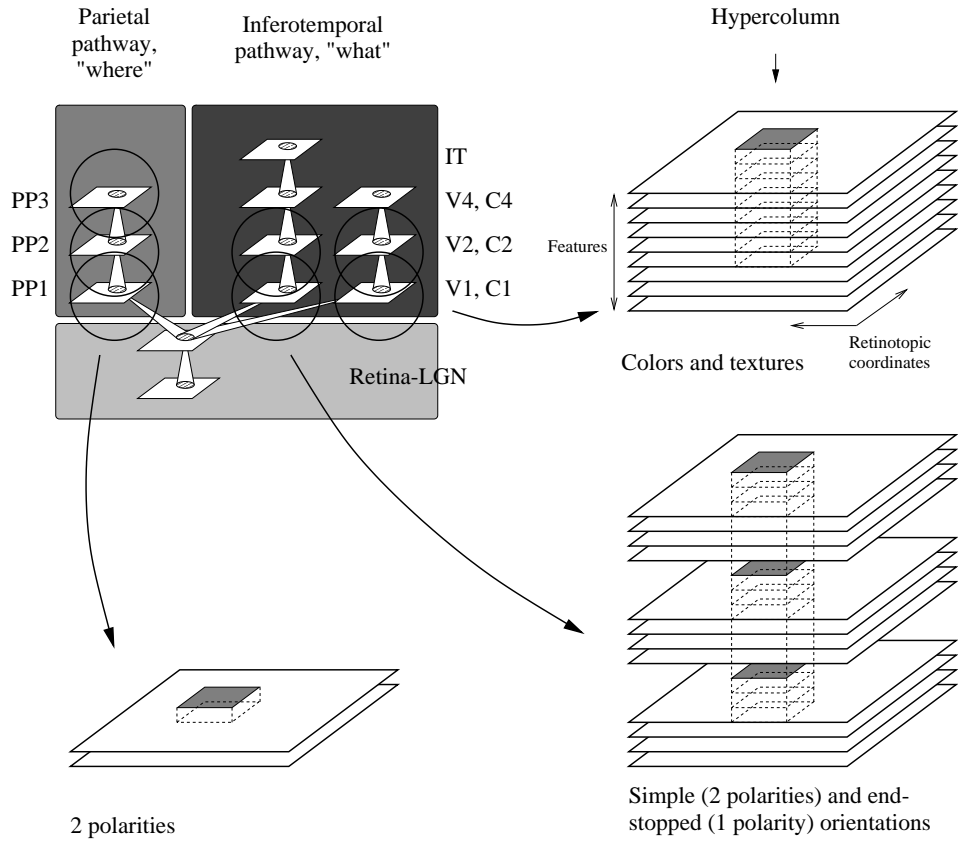 Parietal
pathway,
"where"
Inferotemporal
pathway, "what"
Hypercolumn
IT
PP3
V4, C4
PP2
V2, C2
PP1
V1, C1
Features
Retinotopic
coordinates
Colors and textures
Retina-LGN
2 polarities
Simple (2 polarities) and end-
stopped (1 polarity) orientations